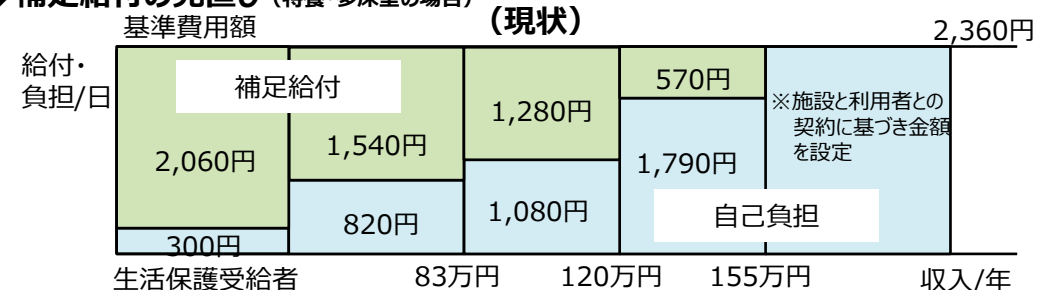 補足給付の見直し（特養・多床室の場合）
（現状）
基準費用額
2,360円
給付・
負担/日
補足給付
2,060円
1,540円
1,280円
570円
※施設と利用者との
契約に基づき金額
を設定
300円
820円
1,080円
1,790円
自己負担
生活保護受給者
83万円
120万円
155万円
収入/年